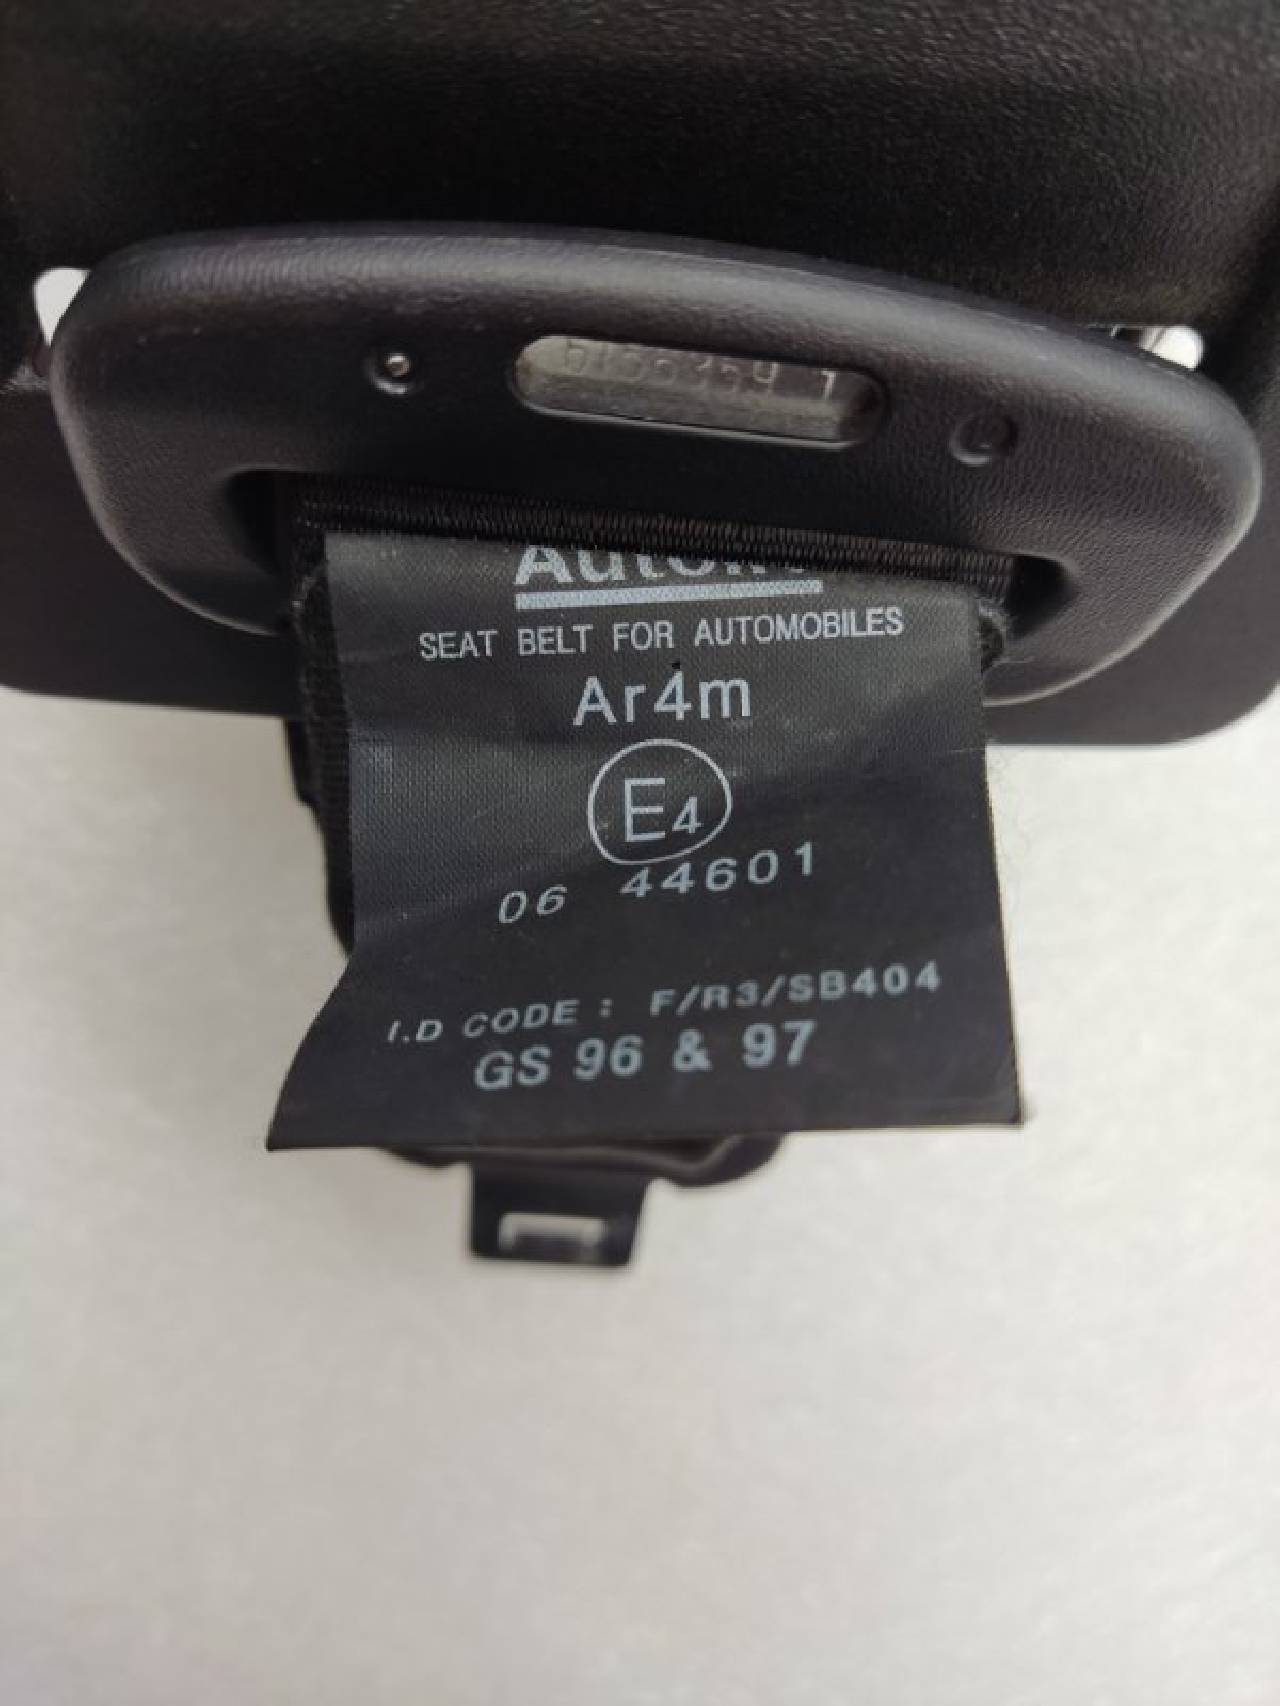 SEAT BELT FOR AUTOMOBILES
Ar4m
E4
06 44601
I.D CODE : F/R3/SB404
GS 96 & 97